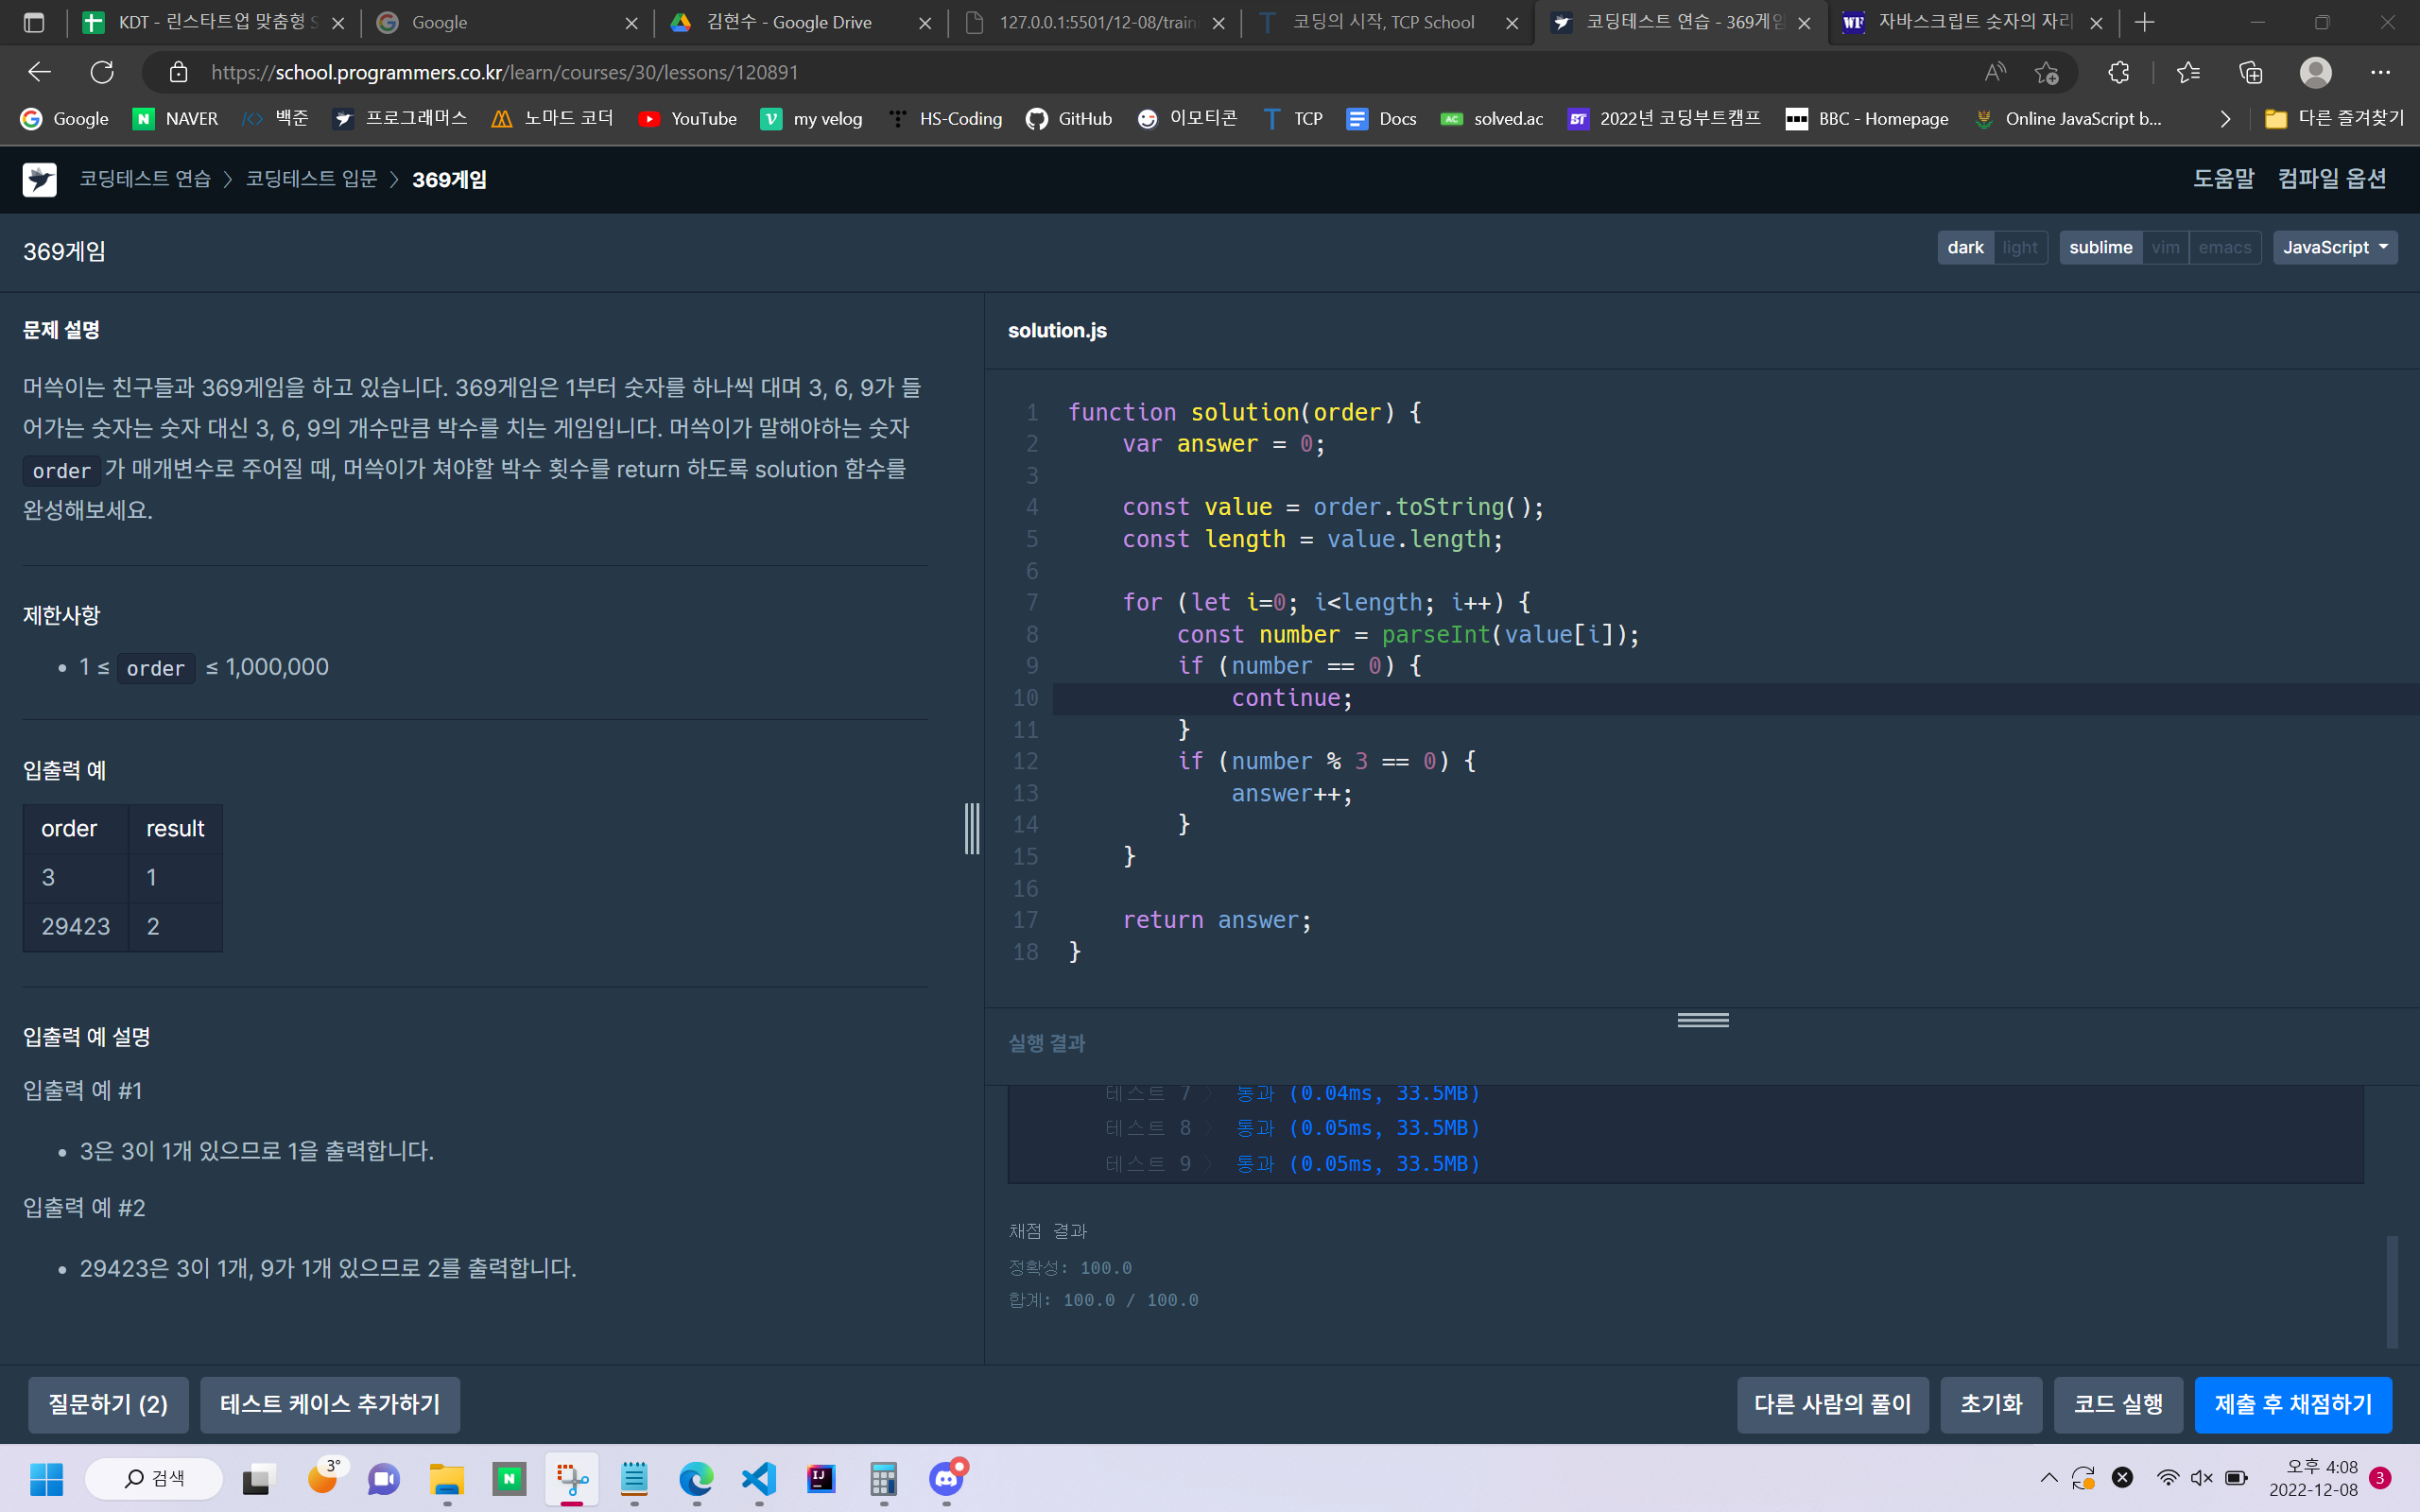 KDT - 린스타트업 맞춤형
Google
김현수 - Google Drive
127.0.0.1:5501/12-08/train
코딩의 시작, TCP School
코딩테스트 연습 - 369게임
자바스크립트 숫자의 자리
https://school.programmers.co.kr/learn/courses/30/lessons/120891
Google
NAVER
백준
프로그래머스
노마드 코더
YouTube
my velog
HS-Coding
GitHub
이모티콘
TCP
Docs
solved.ac
2022년 코딩부트캠프
BBC - Homepage
Online JavaScript b...
다른 즐겨찾기
코딩테스트 연습 > 코딩테스트 입문 > 369게임
도움말
컴파일 옵션
369게임
dark light
sublime vim emacs
JavaScript
문제 설명
머쓱이는 친구들과 369게임을 하고 있습니다. 369게임은 1부터 숫자를 하나씩 대며 3, 6, 9가 들
어가는 숫자는 숫자 대신 3, 6, 9의 개수만큼 박수를 치는 게임입니다. 머쓱이가 말해야하는 숫자
order 가 매개변수로 주어질 때, 머쓱이가 쳐야할 박수 횟수를 return 하도록 solution 함수를
완성해보세요.
제한사항
• 1 ≤ order ≤ 1,000,000
입출력 예
order result
3 1
29423 2
입출력 예 설명
입출력 예 #1
• 3은 3이 1개 있으므로 1을 출력합니다.
입출력 예 #2
• 29423은 3이 1개, 9가 1개 있으므로 2를 출력합니다.
solution.js
1 function solution(order) {
2     var answer = 0;
3
4     const value = order.toString();
5     const length = value.length;
6
7     for (let i=0; i<length; i++) {
8         const number = parseInt(value[i]);
9         if (number == 0) {
10             continue;
11         }
12         if (number % 3 == 0) {
13             answer++;
14         }
15     }
16
17     return answer;
18 }
실행 결과
테스트 7 〉 통과 (0.04ms, 33.5MB)
테스트 8 〉 통과 (0.05ms, 33.5MB)
테스트 9 〉 통과 (0.05ms, 33.5MB)
채점 결과
정확성: 100.0
합계: 100.0 / 100.0
질문하기 (2)
테스트 케이스 추가하기
다른 사람의 풀이
초기화
코드 실행
제출 후 채점하기
검색
3°
오후 4:08
2022-12-08
3